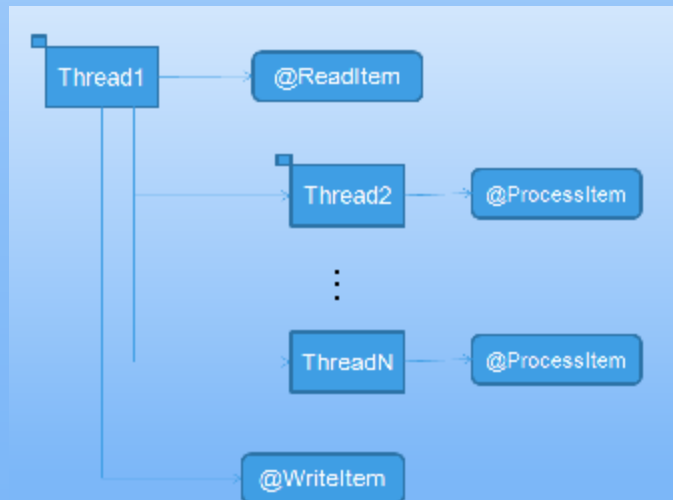 Thread1
@ReadItem
Thread2
@ProcessItem
ThreadN
@ProcessItem
@WriteItem